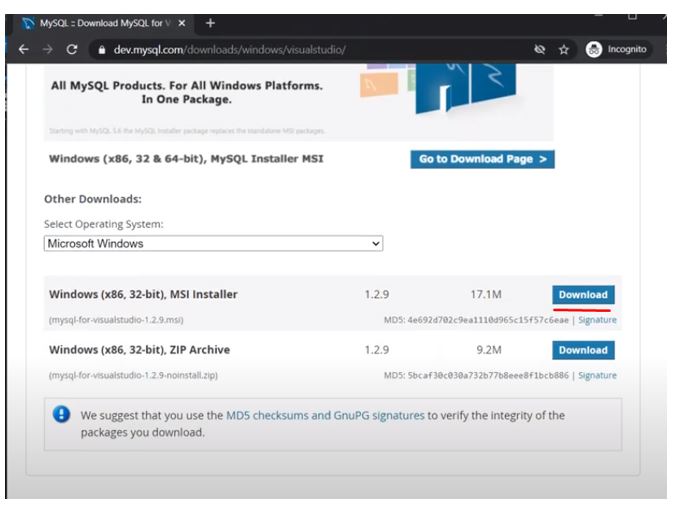 MySQL :: Download MySQL for V
dev.mysql.com/downloads/windows/visualstudio/
Incognito
All MySQL Products. For All Windows Platforms.
In One Package.
Starting with MySQL 5.6 the MySQL Installer package replaces the standalone MSI packages.
Windows (x86, 32 & 64-bit), MySQL Installer MSI
Go to Download Page >
Other Downloads:
Select Operating System:
Microsoft Windows
Windows (x86, 32-bit), MSI Installer 1.2.9 17.1M Download
(mysql-for-visualstudio-1.2.9.msi) MD5: 4e692d702c9ea1110d965c15f57c6eae | Signature
Windows (x86, 32-bit), ZIP Archive 1.2.9 9.2M Download
(mysql-for-visualstudio-1.2.9-noinstall.zip) MD5: 5bcaf30c030a732b77b8eee8f1bcb886 | Signature
We suggest that you use the MD5 checksums and GnuPG signatures to verify the integrity of the
packages you download.